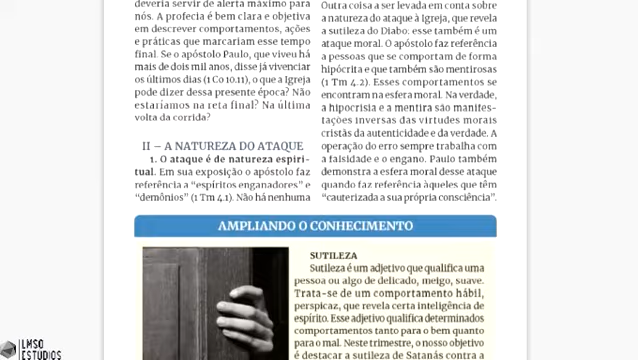 deveria servir de alerta máximo para
nós. A profecia é bem clara e objetiva
em descrever comportamentos, ações
e práticas que marcariam esse tempo
final. Se o apóstolo Paulo, que viveu há
mais de dois mil anos, disse já vivenciar
os últimos dias (1 Co 10.11), o que a Igreja
pode dizer dessa presente época? Não
estaríamos na reta final? Na última
volta da corrida?
II – A NATUREZA DO ATAQUE
1. O ataque é de natureza espiri-
tual. Em sua exposição o apóstolo faz
referência a “espíritos enganadores” e
“demônios” (1 Tm 4.1). Não há nenhuma
Outra coisa a ser levada em conta sobre
a natureza do ataque à Igreja, que revela
a sutileza do Diabo: esse também é um
ataque moral. O apóstolo faz referência
a pessoas que se comportam de forma
hipócrita e que também são mentirosas
(1 Tm 4.2). Esses comportamentos se
encontram na esfera moral. Na verdade,
a hipocrisia e a mentira são manifes-
tações inversas das virtudes morais
cristãs da autenticidade e da verdade. A
operação do erro sempre trabalha com
a falsidade e o engano. Paulo também
demonstra a esfera moral desse ataque
quando faz referência àqueles que têm
“cauterizada a sua própria consciência”.
AMPLIANDO O CONHECIMENTO
SUTILEZA
Sutileza é um adjetivo que qualifica uma
pessoa ou algo de delicado, meigo, suave.
Trata-se de um comportamento hábil,
perspicaz, que revela certa inteligência de
espírito. Esse adjetivo qualifica determinados
comportamentos tanto para o bem quanto
para o mal. Neste trimestre, o nosso objetivo
é destacar a sutileza de Satanás contra a
LMSO
ESTUDIOS